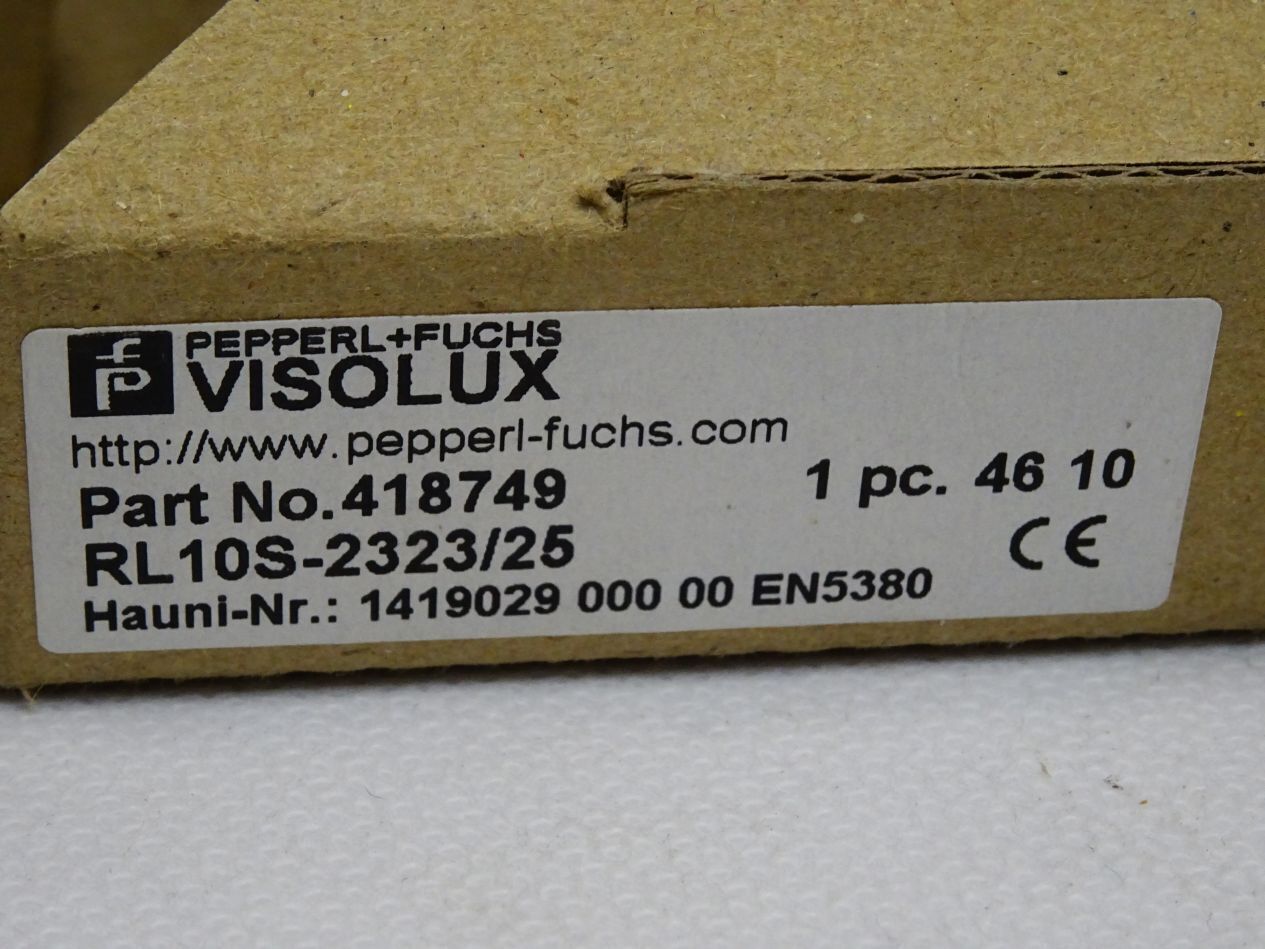 PEPPERL+FUCHS
VISOLUX
http://www.pepperl-fuchs.com
Part No.418749 1 pc. 46 10
RL10S-2323/25 CE
Hauni-Nr.: 1419029 000 00 EN5380